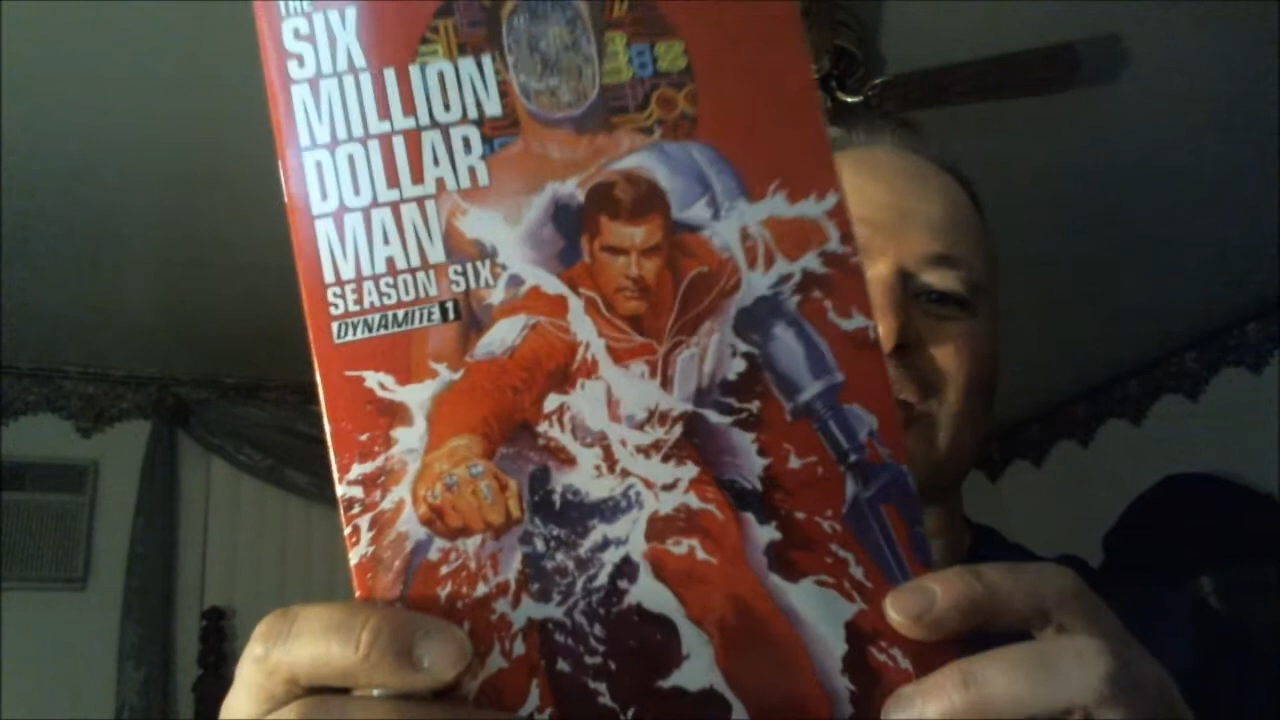 THE
SIX
MILLION
DOLLAR
MAN
SEASON SIX
DYNAMITE 1